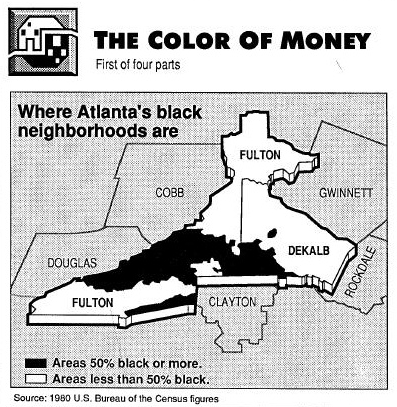 THE COLOR OF MONEY
First of four parts
Where Atlanta's black
neighborhoods are
FULTON
COBB
GWINNETT
DEKALB
DOUGLAS
ROCKDALE
FULTON
CLAYTON
Areas 50% black or more.
Areas less than 50% black.
Source: 1980 U.S. Bureau of the Census figures